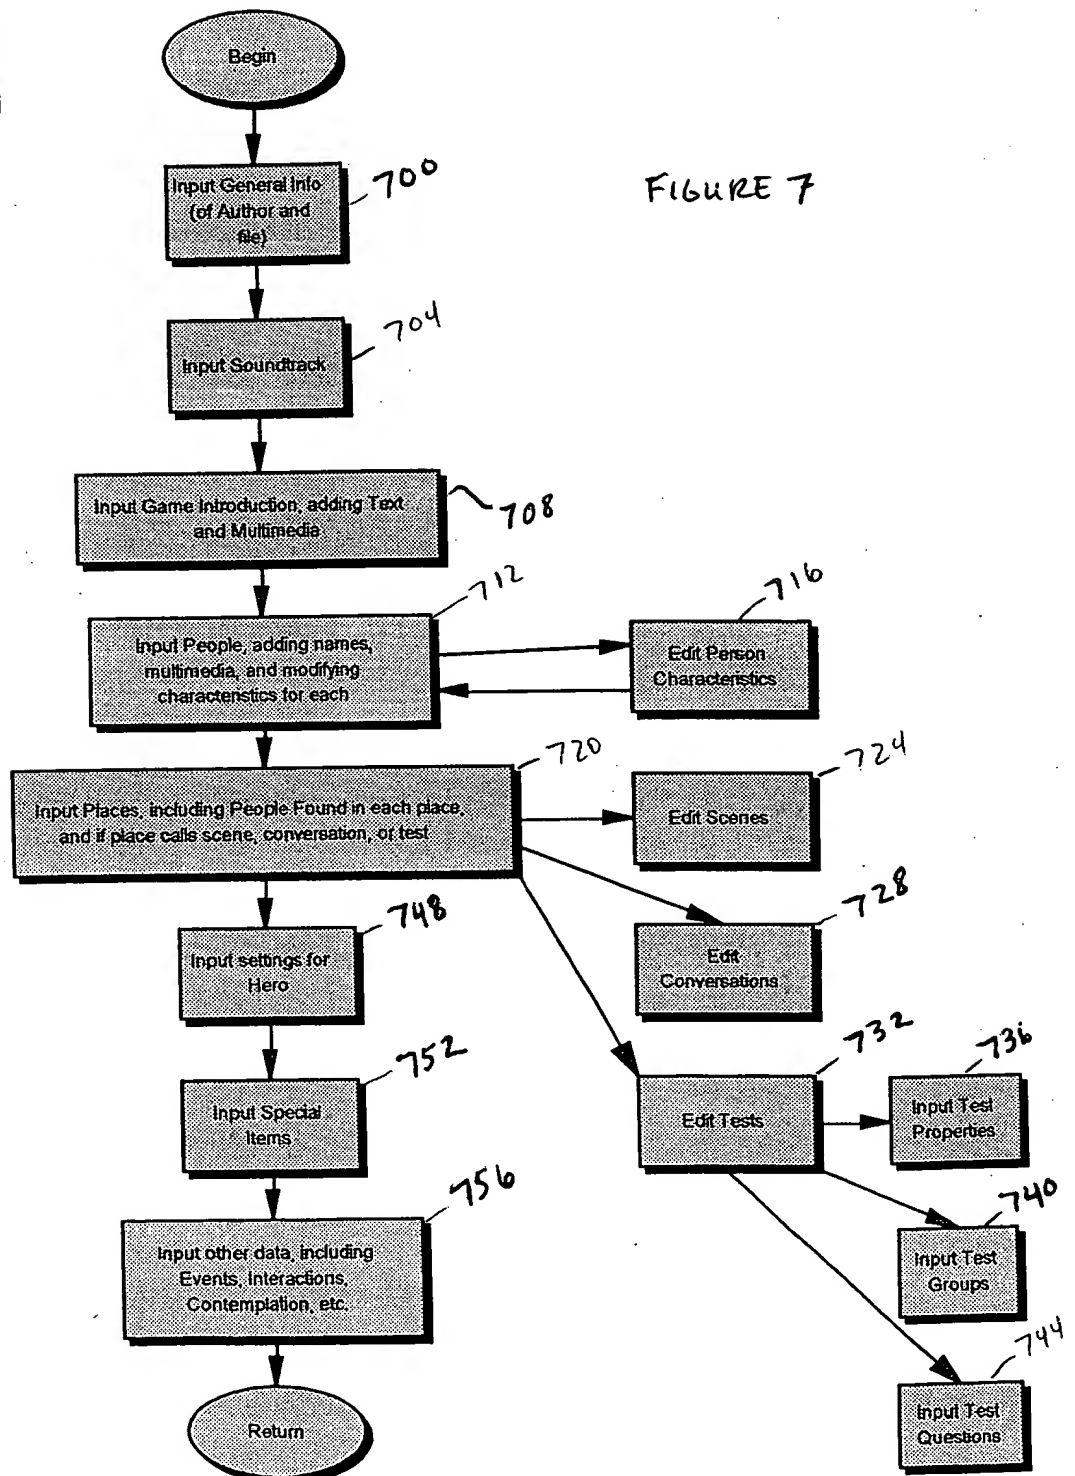 Begin
Input General Info
(of Author and
file)
700
FIGURE 7
Input Soundtrack
704
Input Game Introduction, adding Text
and Multimedia
708
Input People, adding names,
multimedia, and modifying
characterstics for each
712
Edit Person
Characteristics
716
Input Places, including People Found in each place,
and if place calls scene, conversation, or test
720
Edit Scenes
724
Edit
Conversations
728
Input settings for
Hero
748
Edit Tests
732
Input Test
Properties
736
Input Special
Items
752
Input Test
Groups
740
Input other data, including
Events, Interactions,
Contemplation, etc.
756
Input Test
Questions
744
Return